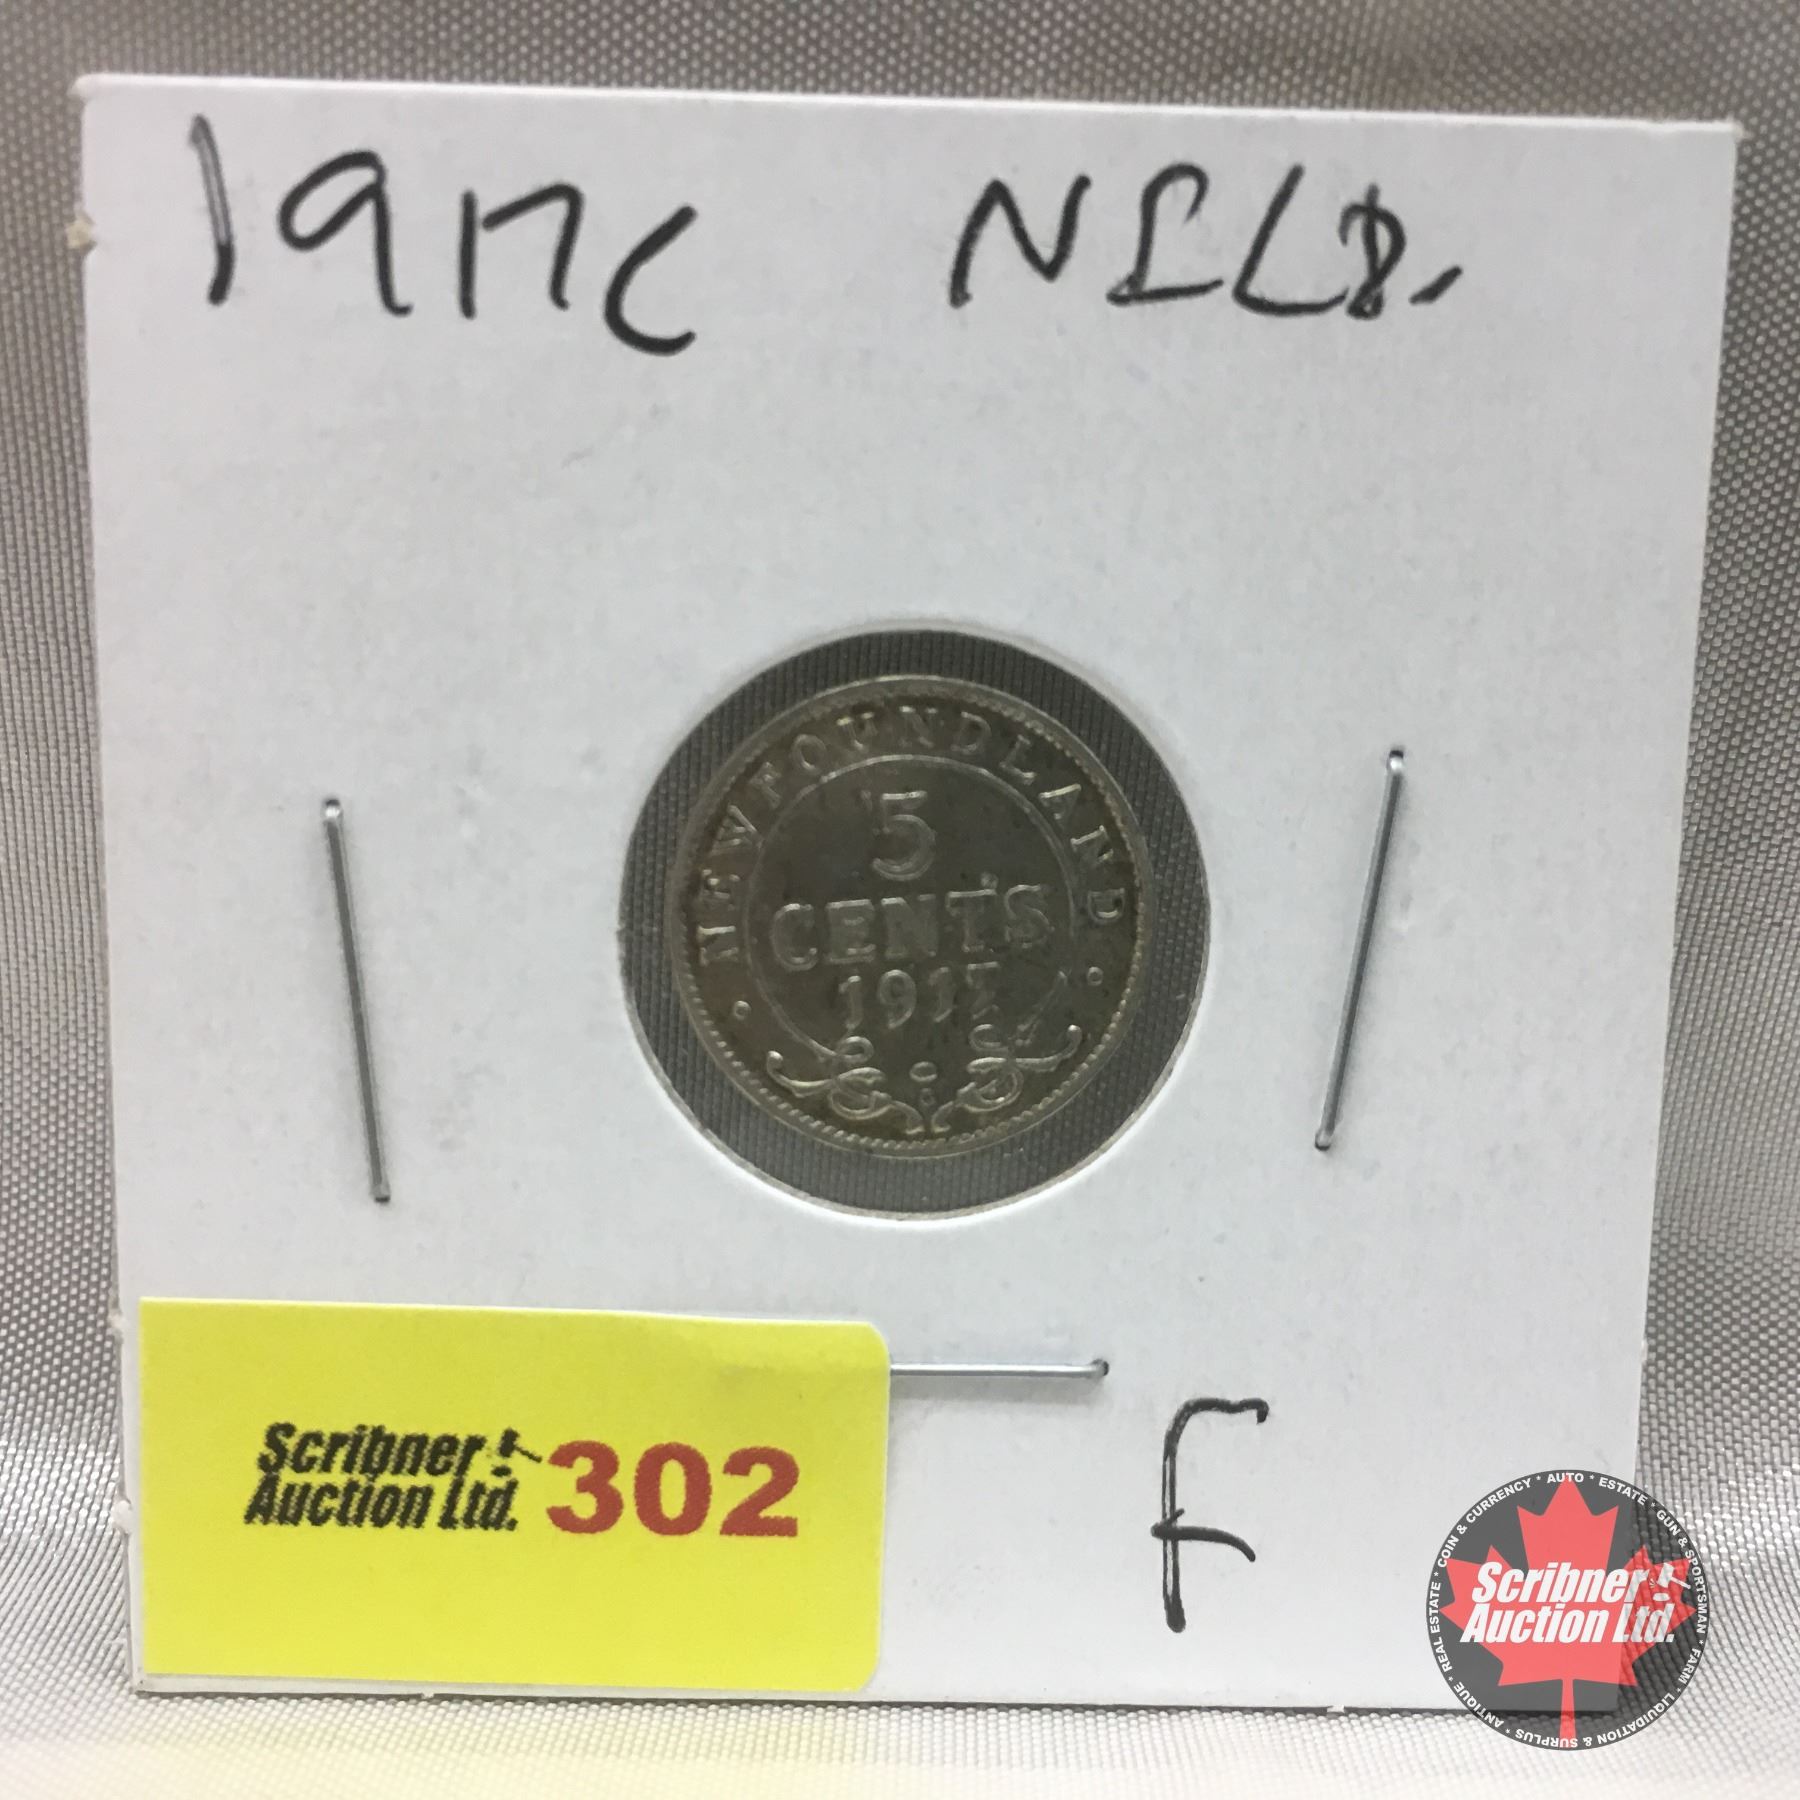 1917c NFLD.
NEWFOUNDLAND
5
CENTS
1917
Scribner
Auction Ltd. 302
F
COIN & CURRENCY * AUTO * ESTATE * GUN & SPORTSMAN * FARM * LIQUIDATION & SURPLUS * ANTIQUE * REAL ESTATE *
Scribner
Auction Ltd.